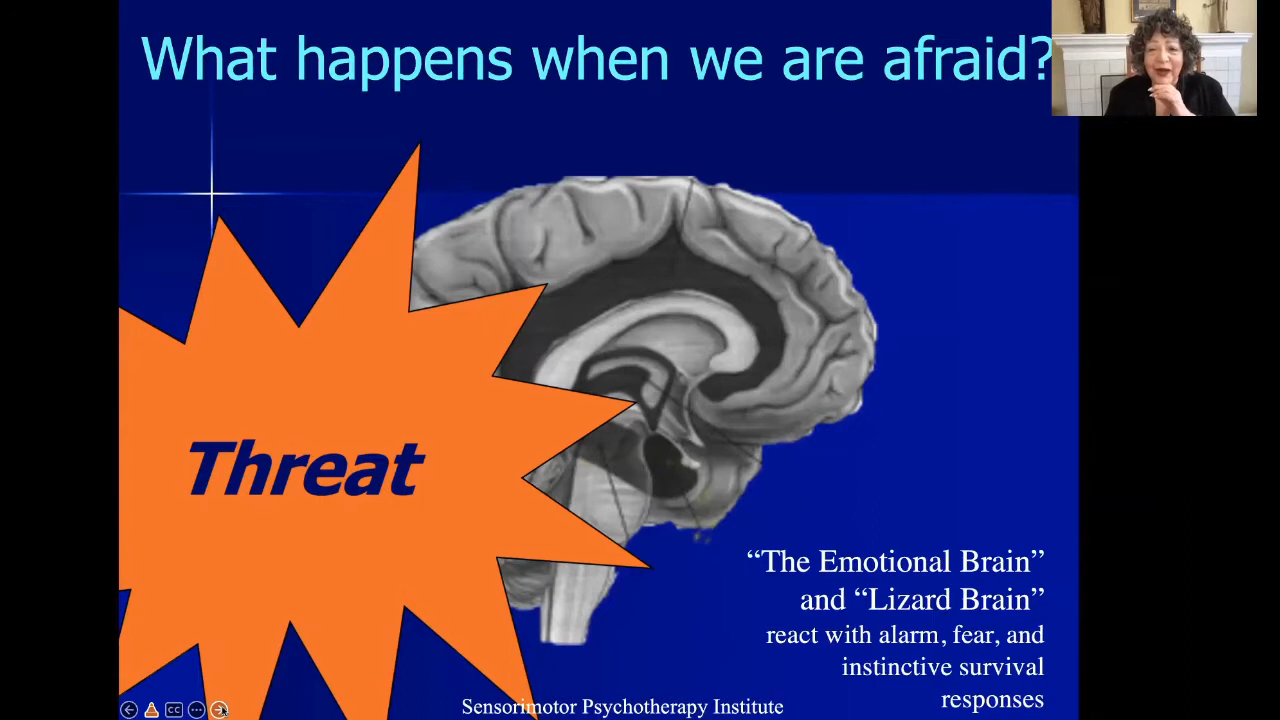 What happens when we are afraid?
Threat
“The Emotional Brain”
and “Lizard Brain”
react with alarm, fear, and
instinctive survival
responses
Sensorimotor Psychotherapy Institute
CC